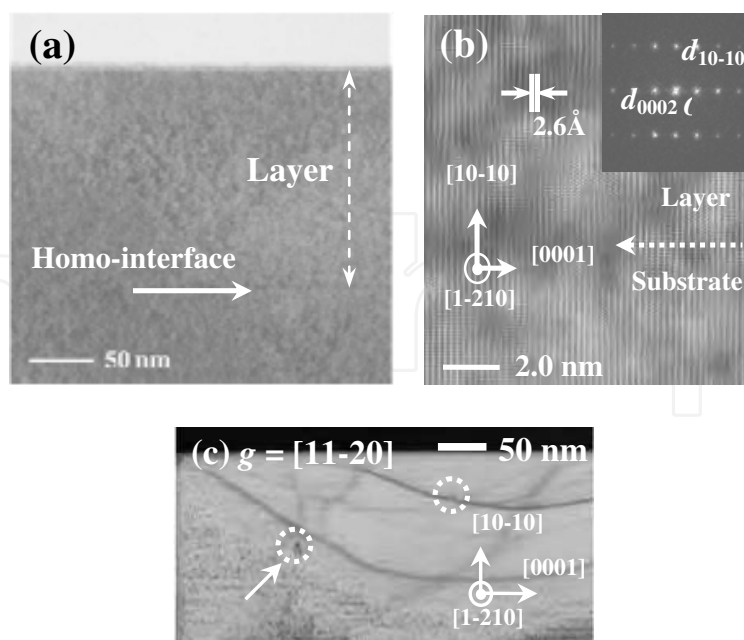 (a)
Layer
Homo-interface
50 nm
(b)
d10-10
d0002 (
2.6Å
[10-10]
Layer
[0001]
Substrate
[1-210]
2.0 nm
(c) g = [11-20]
50 nm
[10-10]
[0001]
[1-210]